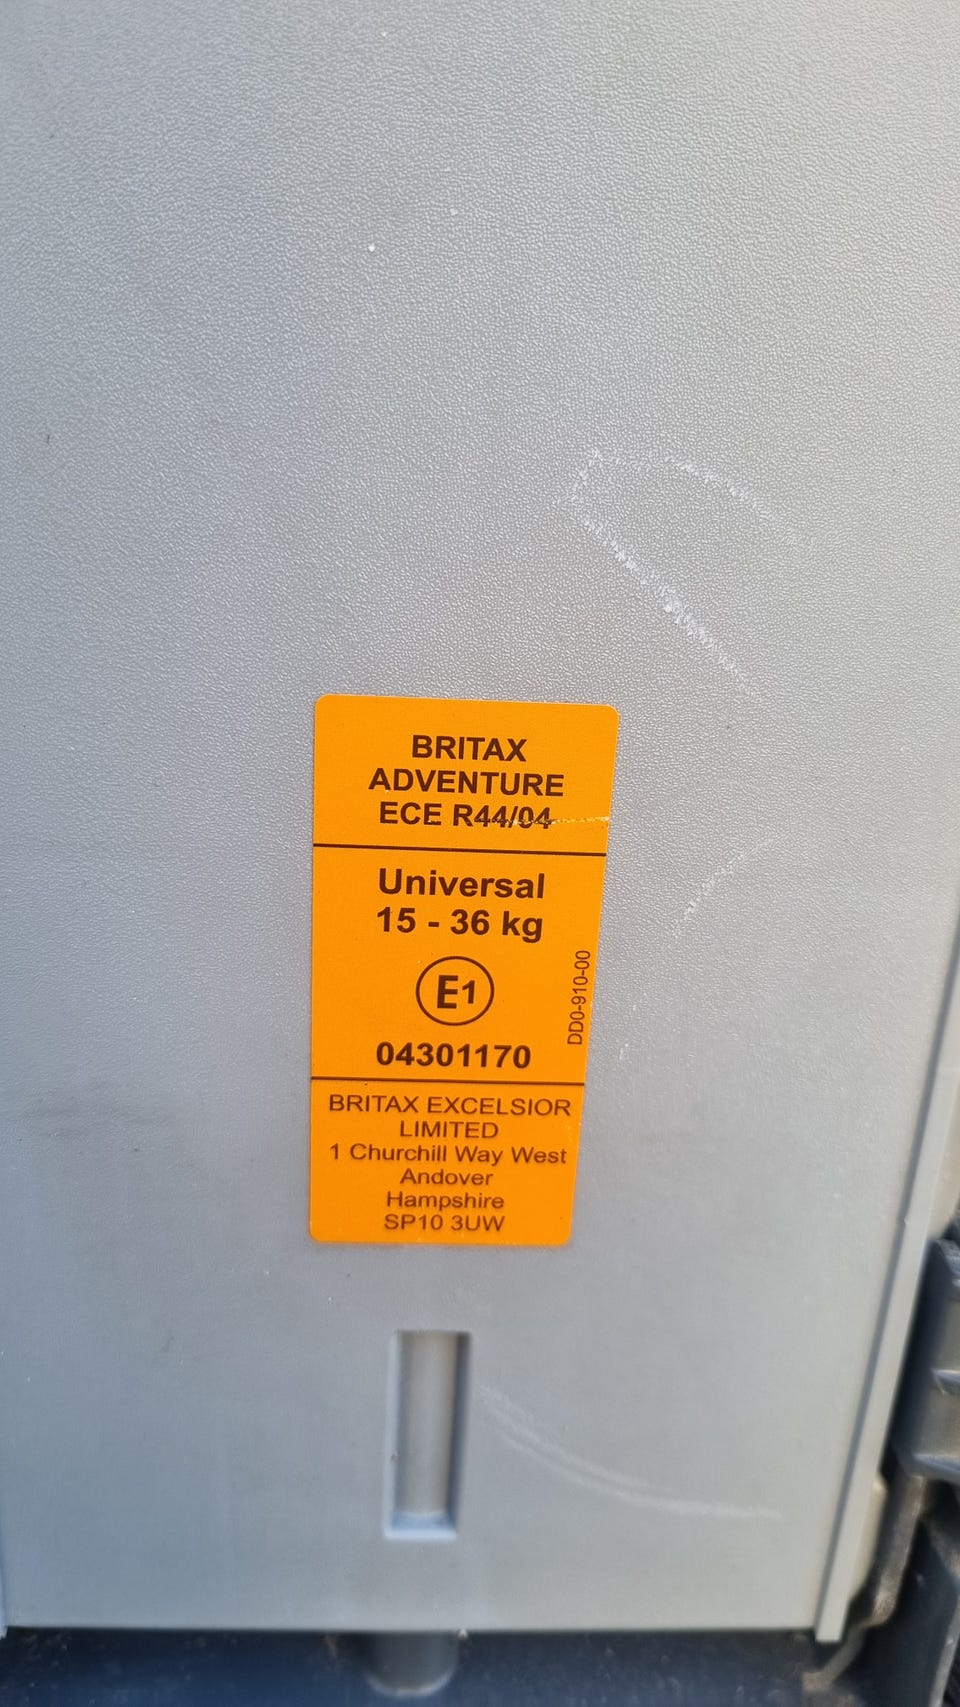 BRITAX
ADVENTURE
ECE R44/04
Universal
15 - 36 kg
E1
04301170
DD0-910-00
BRITAX EXCELSIOR
LIMITED
1 Churchill Way West
Andover
Hampshire
SP10 3UW